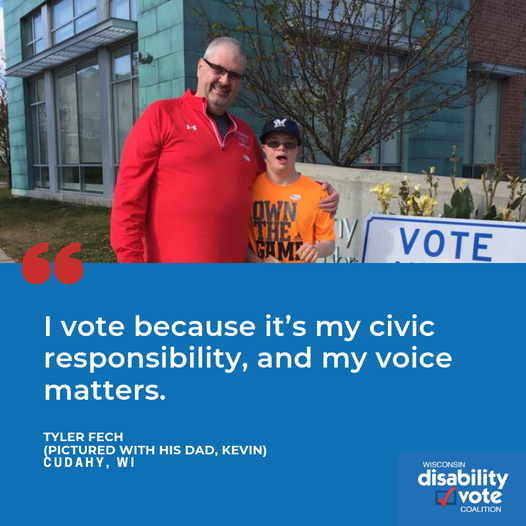 OWN
THE
GAME
VOTE
I vote because it’s my civic
responsibility, and my voice
matters.
TYLER FECH
(PICTURED WITH HIS DAD, KEVIN)
CUDAHY, WI
WISCONSIN
disability
vote
COALITION